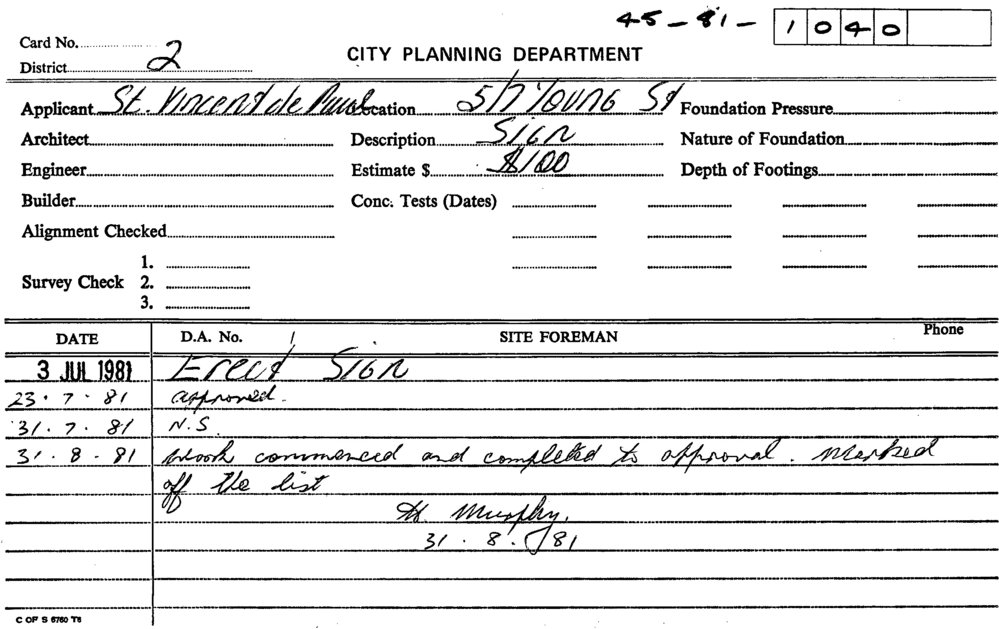 45-81- 1040
Card No.
District 2
CITY PLANNING DEPARTMENT
Applicant St. Vincent de Paul Location 5/7 YOUNG St Foundation Pressure
Architect Description SIGN Nature of Foundation
Engineer Estimate $ $100 Depth of Footings
Builder Conc. Tests (Dates)
Alignment Checked
Survey Check 1.
2.
3.
DATE D.A. No. SITE FOREMAN Phone
3 JUL 1981 Erect SIGN
23.7.81 approved.
31.7.81 N.S.
31.8.81 Work commenced and completed to approval. Marked
off the list
Murphy.
31.8.81
C OF S 6760 T6